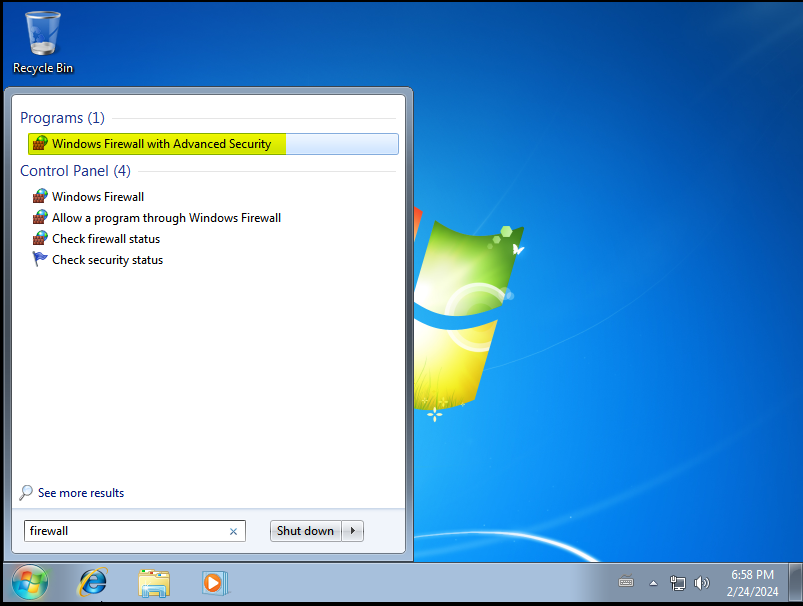 Recycle Bin
Programs (1)
Windows Firewall with Advanced Security
Control Panel (4)
Windows Firewall
Allow a program through Windows Firewall
Check firewall status
Check security status
See more results
firewall
Shut down
6:58 PM
2/24/2024